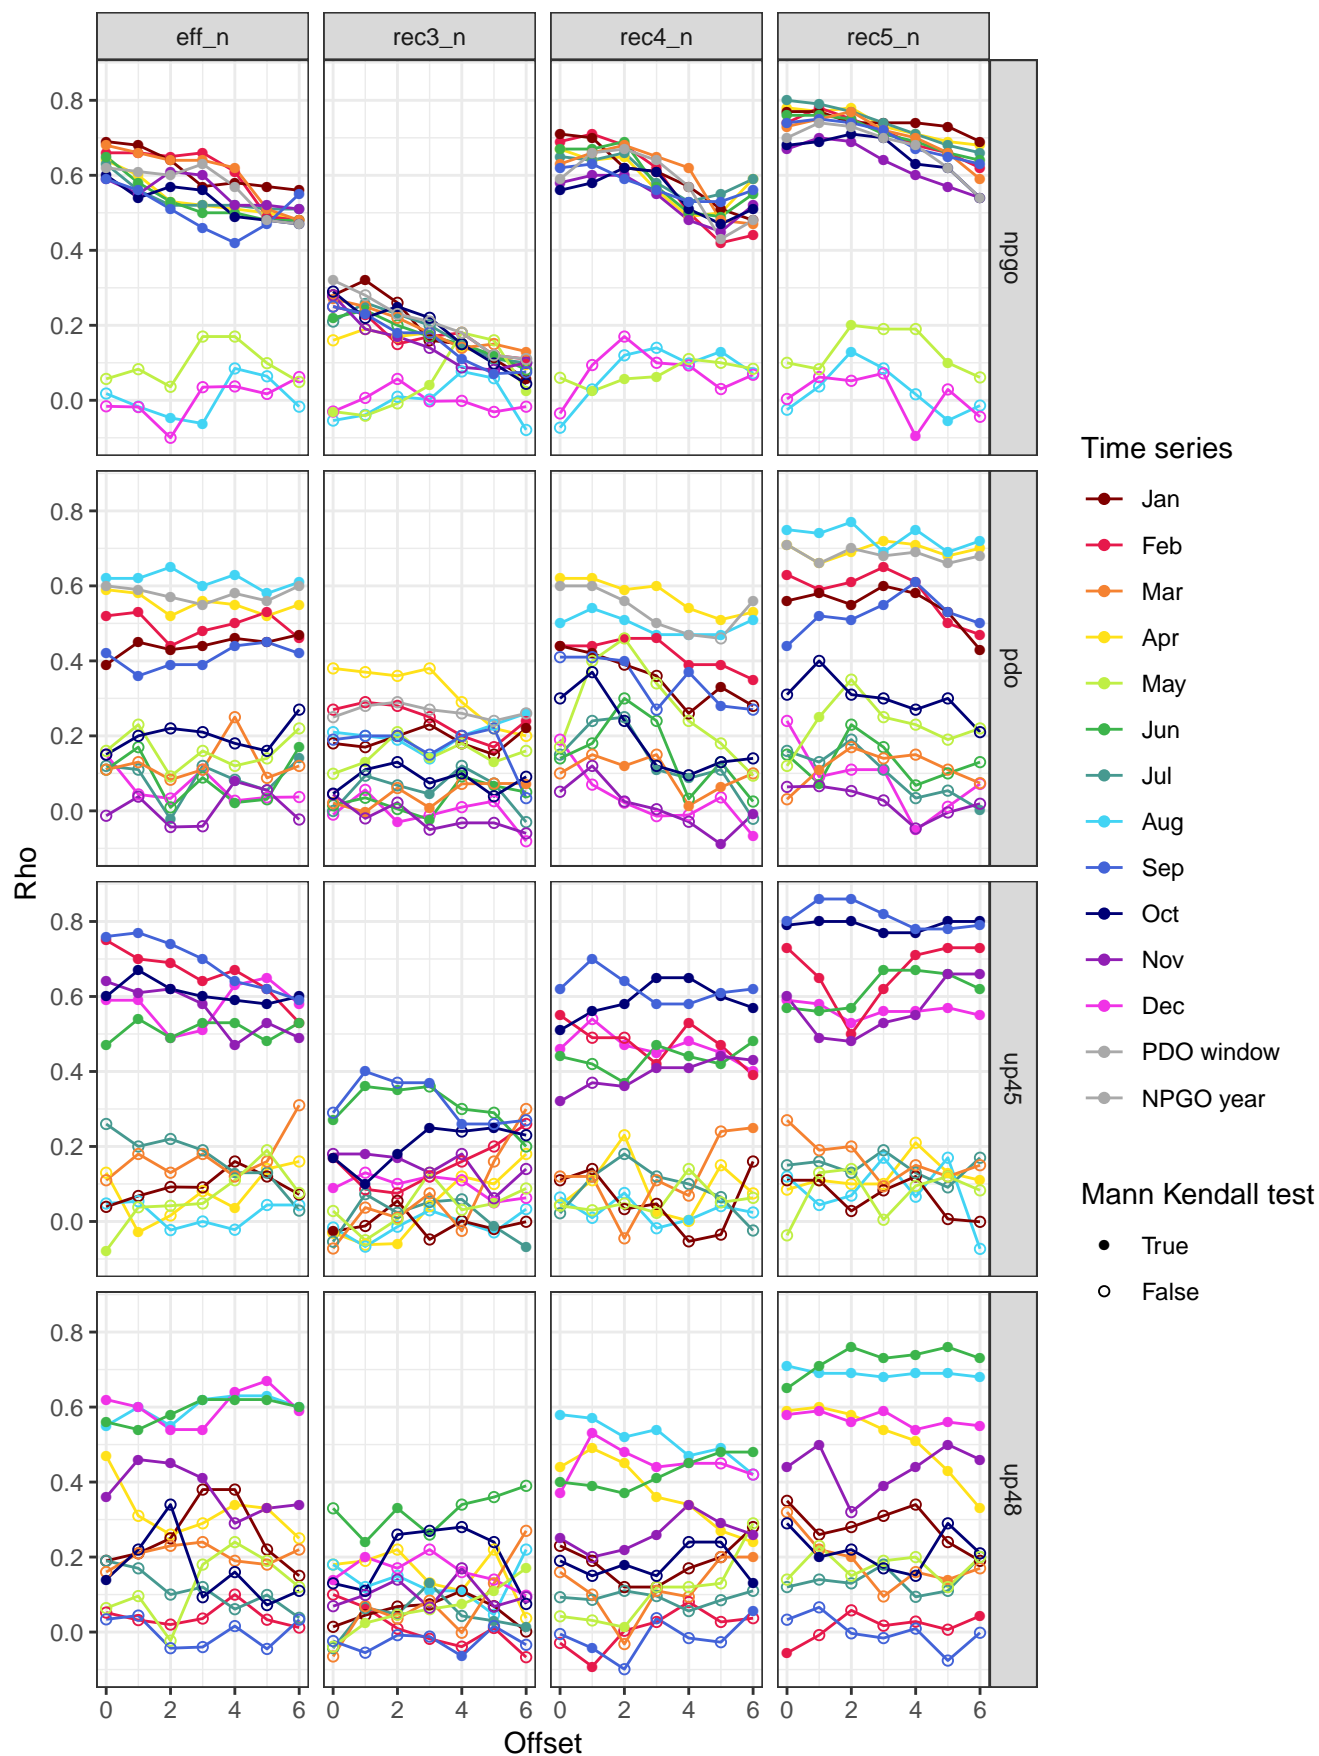 eff_n rec3_n rec4_n rec5_n
0.8
0.6
0.4
0.2
0.0
npgo
0.8
0.6
0.4
0.2
0.0
pdo
0.8
0.6
0.4
0.2
0.0
up45
0.8
0.6
0.4
0.2
0.0
up48
0 2 4 6 0 2 4 6 0 2 4 6 0 2 4 6
Offset
Rho
Time series
Jan
Feb
Mar
Apr
May
Jun
Jul
Aug
Sep
Oct
Nov
Dec
PDO window
NPGO year
Mann Kendall test
True
False